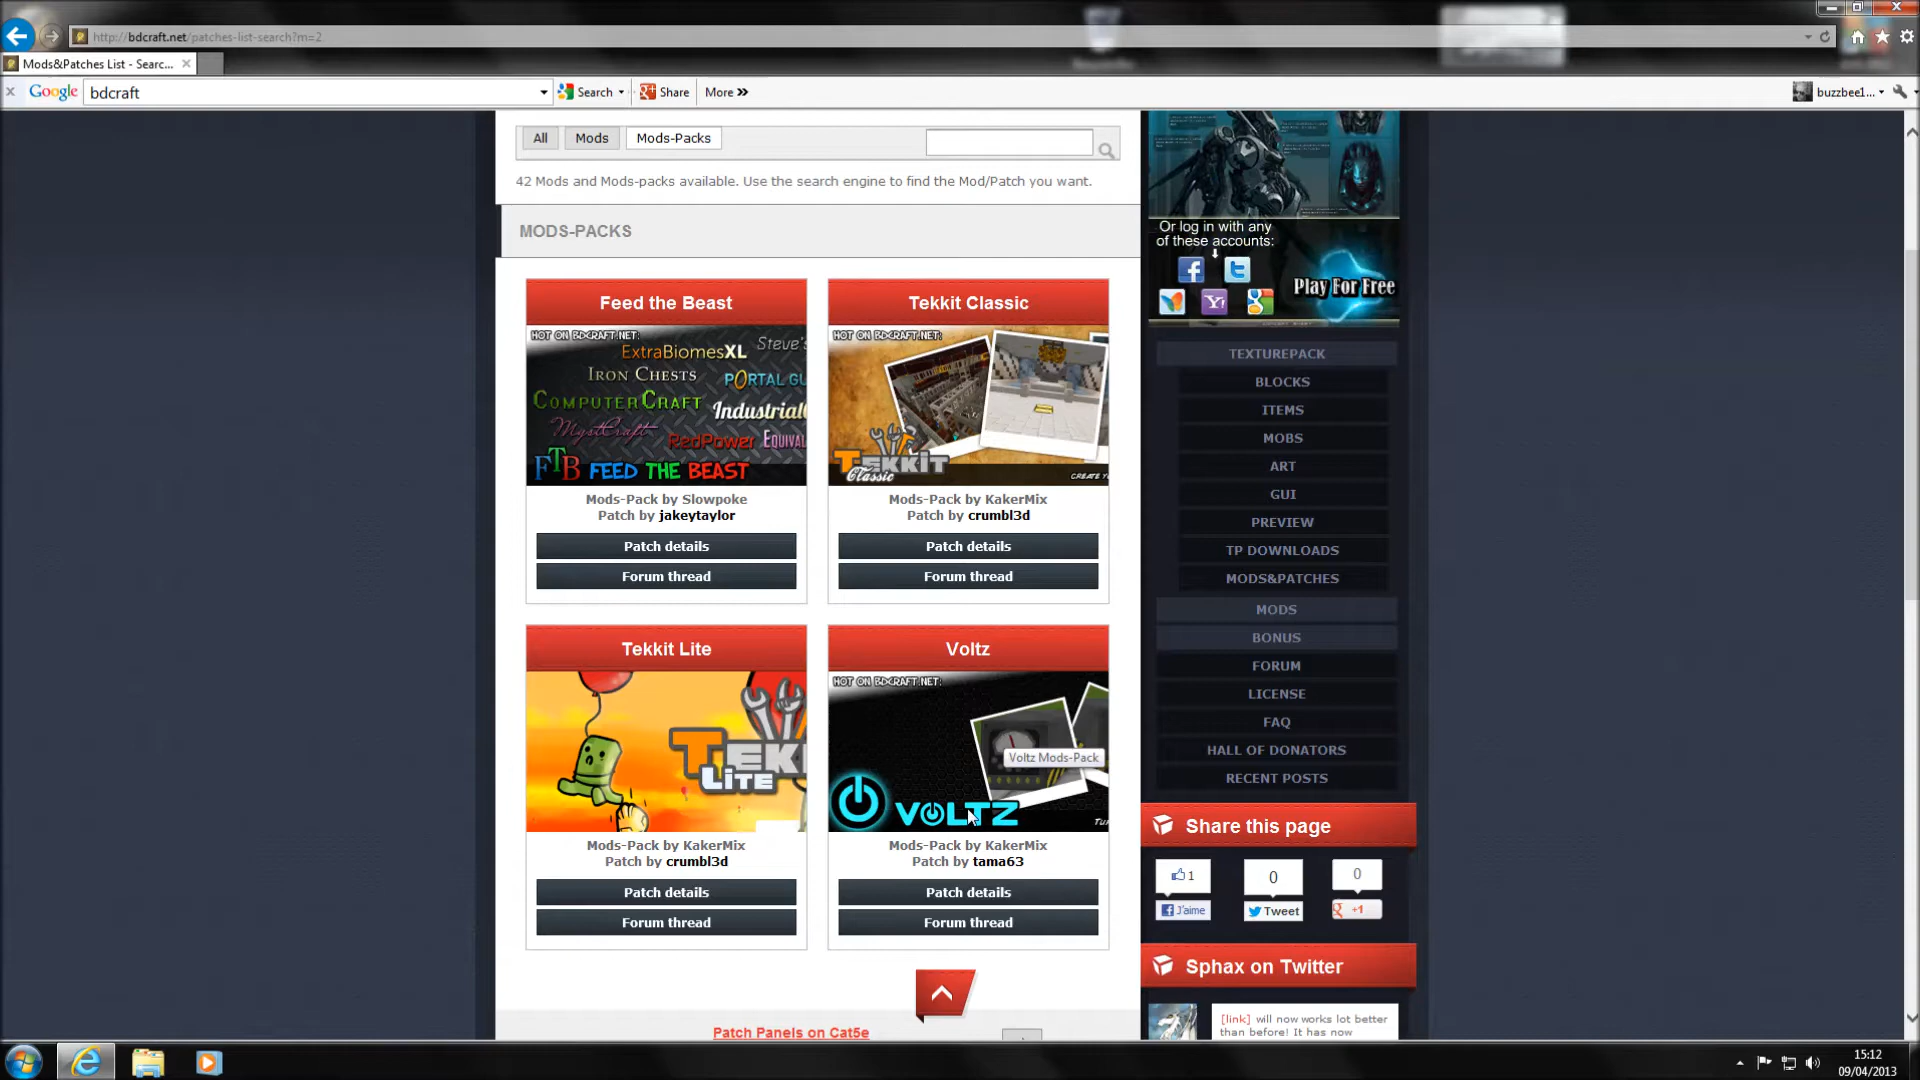 http://bdcraft.net/patches-list-search?m=2
Mods&Patches List - Searc...
Google
bdcraft
Search
Share
More »
buzzbee1...
All
Mods
Mods-Packs
42 Mods and Mods-packs available. Use the search engine to find the Mod/Patch you want.
MODS-PACKS
Feed the Beast
HOT ON BDCRAFT.NET:
ExtraBiomesXL
Steve's
Iron Chests
PORTAL GU
ComputerCraft
Industrial
MystCraft
RedPower
Equiva
FTB FEED THE BEAST
Mods-Pack by Slowpoke
Patch by jakeytaylor
Patch details
Forum thread
Tekkit Classic
HOT ON BDCRAFT.NET:
TEKKIT
Classic
CREATE Y
Mods-Pack by KakerMix
Patch by crumbl3d
Patch details
Forum thread
Tekkit Lite
TEK
LITE
Mods-Pack by KakerMix
Patch by crumbl3d
Patch details
Forum thread
Voltz
HOT ON BDCRAFT.NET:
Voltz Mods-Pack
VOLTZ
TU
Mods-Pack by KakerMix
Patch by tama63
Patch details
Forum thread
Patch Panels on Cat5e
Or log in with any
of these accounts:
Play For Free
TEXTUREPACK
BLOCKS
ITEMS
MOBS
ART
GUI
PREVIEW
TP DOWNLOADS
MODS&PATCHES
MODS
BONUS
FORUM
LICENSE
FAQ
HALL OF DONATORS
RECENT POSTS
Share this page
1
0
0
J'aime
Tweet
+1
Sphax on Twitter
[link] will now works lot better
than before! It has now
15:12
09/04/2013